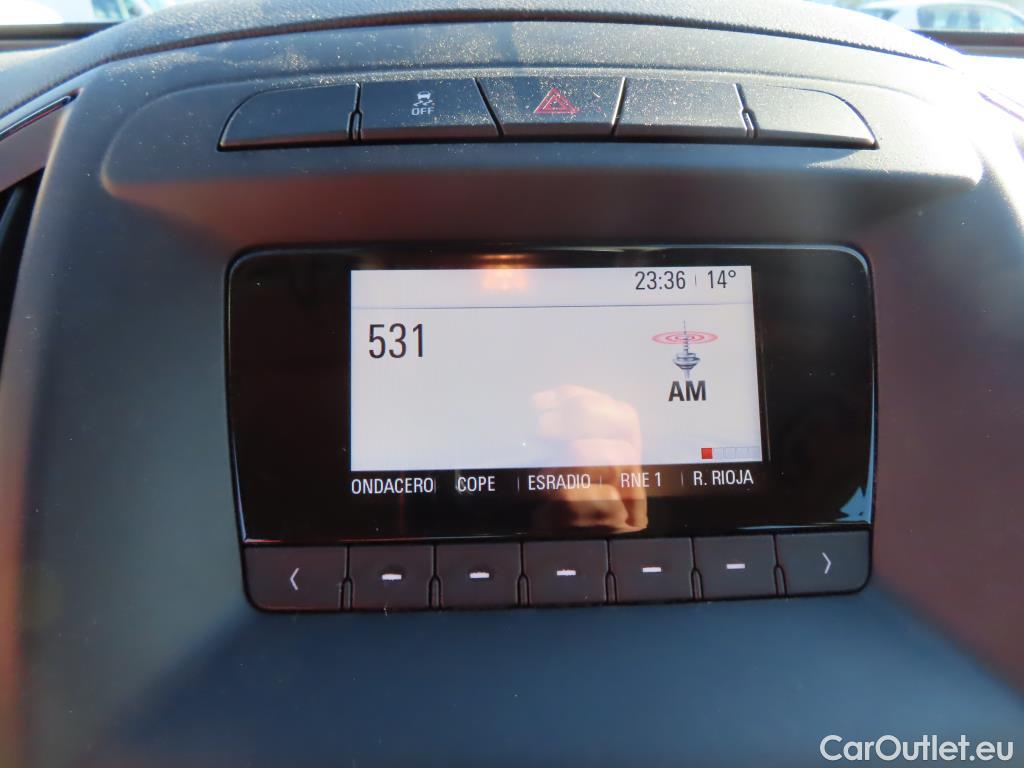 OFF
23:36 14°
531
AM
ONDACERO COPE ESRADIO RNE 1 R. RIOJA
CarOutlet.eu